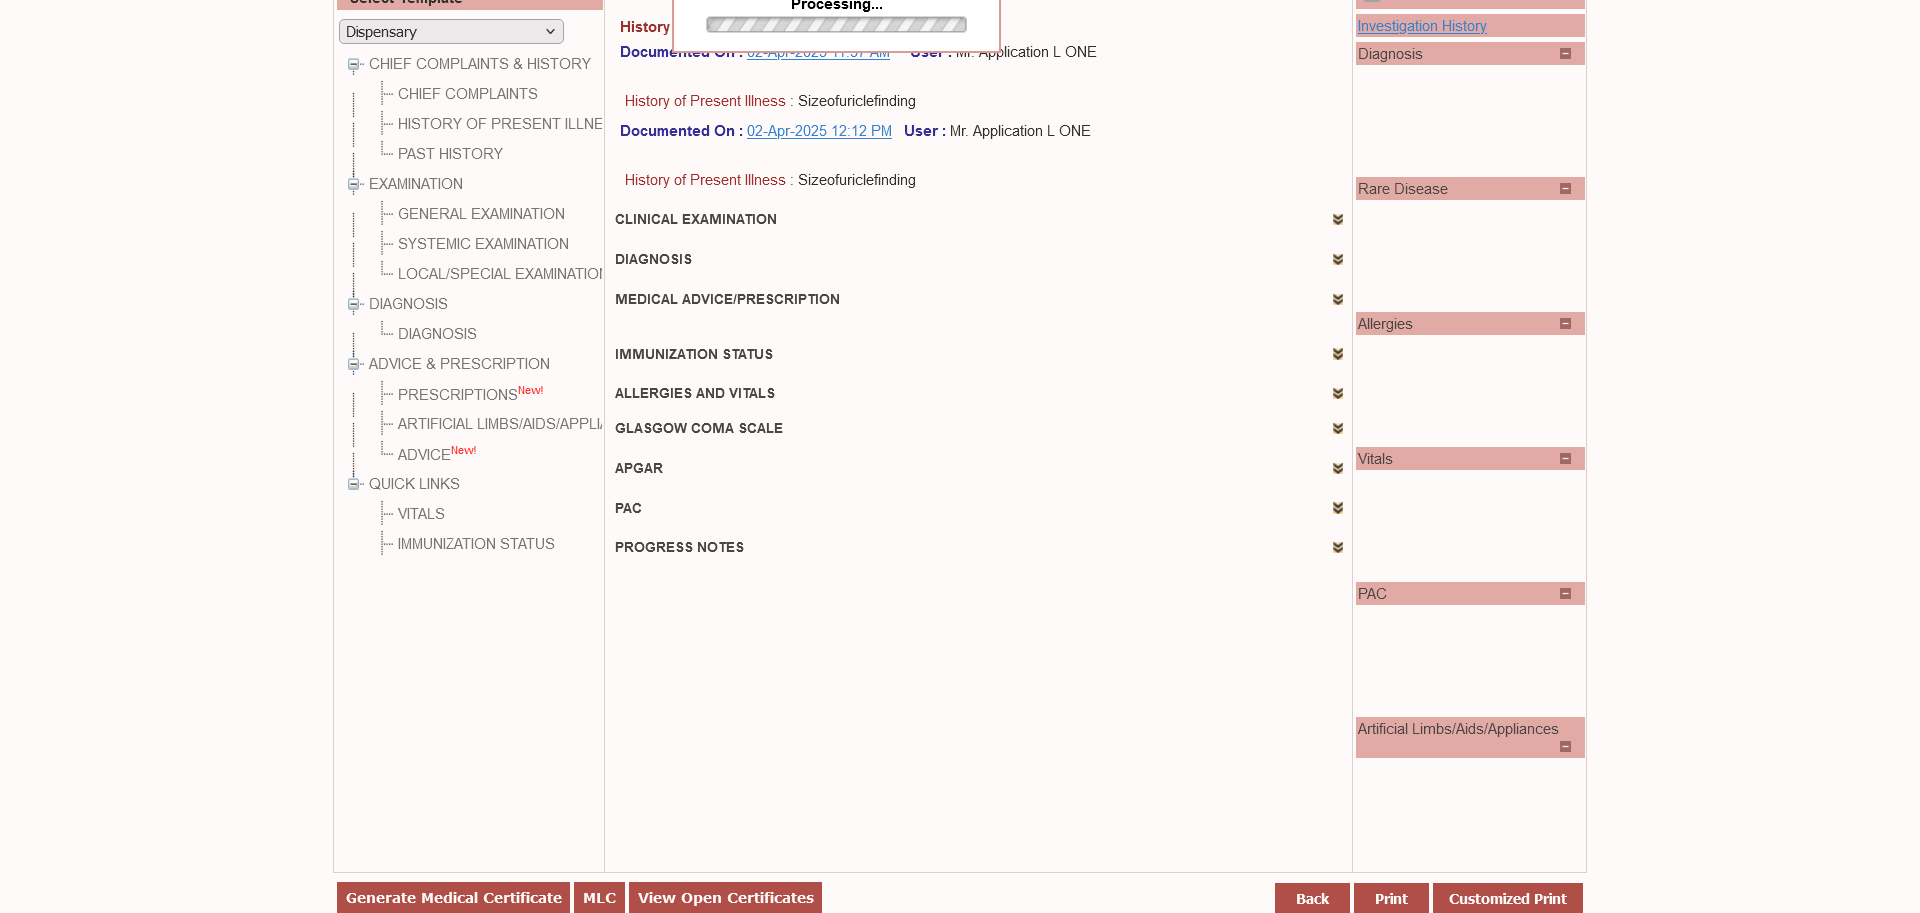 Select Template
Dispensary
CHIEF COMPLAINTS & HISTORY
CHIEF COMPLAINTS
HISTORY OF PRESENT ILLNE
PAST HISTORY
EXAMINATION
GENERAL EXAMINATION
SYSTEMIC EXAMINATION
LOCAL/SPECIAL EXAMINATION
DIAGNOSIS
DIAGNOSIS
ADVICE & PRESCRIPTION
PRESCRIPTIONS New!
ARTIFICIAL LIMBS/AIDS/APPLIA
ADVICE New!
QUICK LINKS
VITALS
IMMUNIZATION STATUS
Processing...
History
Documented On : 02-Apr-2025 11:57 AM User : Mr. Application L ONE
History of Present Illness : Sizeofuriclefinding
Documented On : 02-Apr-2025 12:12 PM User : Mr. Application L ONE
History of Present Illness : Sizeofuriclefinding
CLINICAL EXAMINATION
DIAGNOSIS
MEDICAL ADVICE/PRESCRIPTION
IMMUNIZATION STATUS
ALLERGIES AND VITALS
GLASGOW COMA SCALE
APGAR
PAC
PROGRESS NOTES
Investigation History
Diagnosis
Rare Disease
Allergies
Vitals
PAC
Artificial Limbs/Aids/Appliances
Generate Medical Certificate MLC View Open Certificates Back Print Customized Print